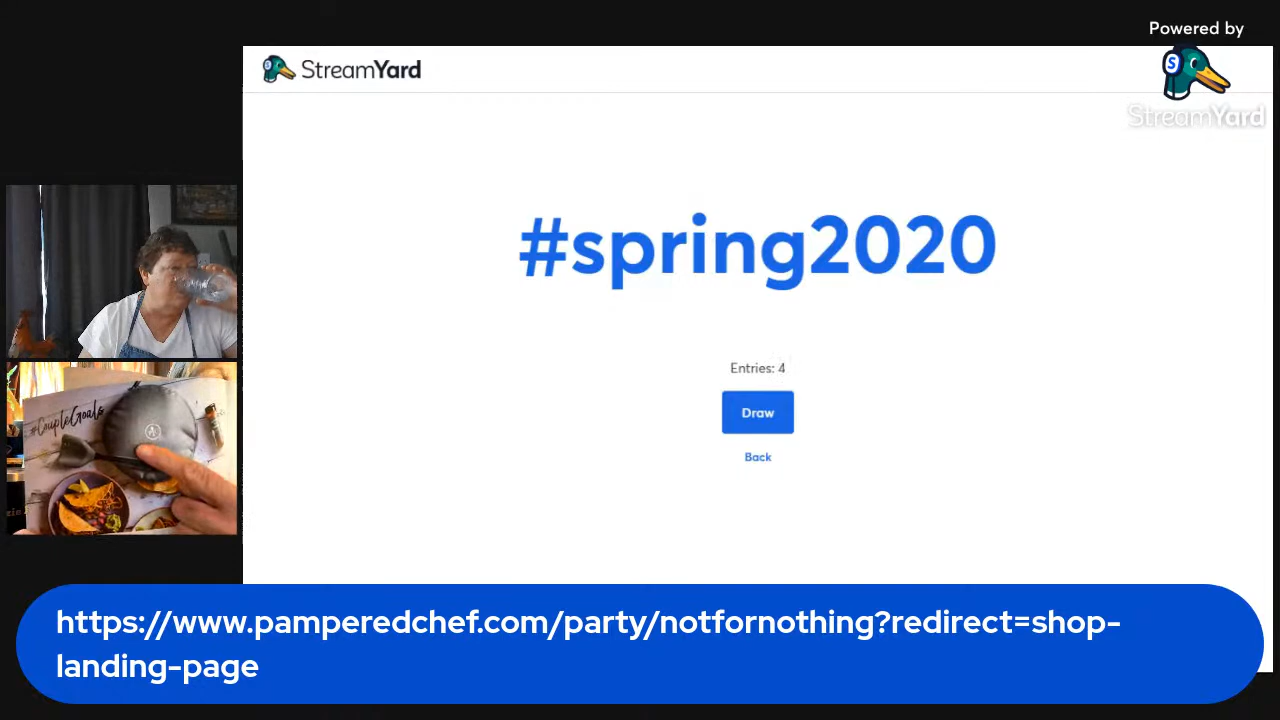 Powered by
StreamYard
StreamYard
#spring2020
Entries: 4
Draw
Back
#CoupleGoals
https://www.pamperedchef.com/party/notfornothing?redirect=shop-
landing-page